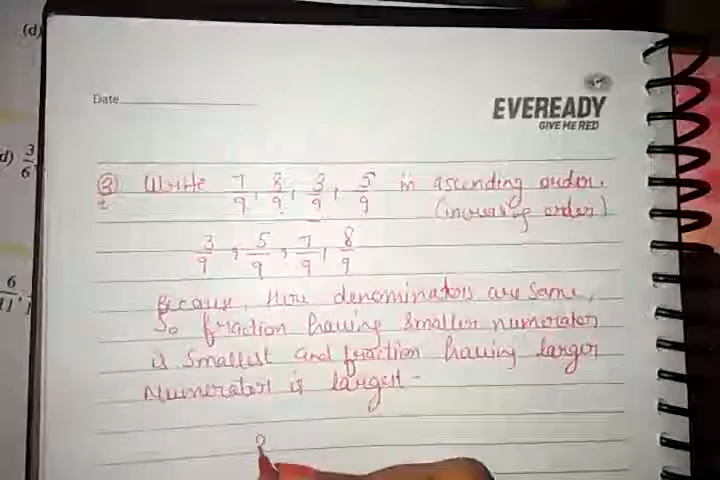 (d)
Date
EVEREADY
GIVE ME RED
d) 3/6
③ Write 7/9, 8/9, 3/9, 5/9 in ascending order.
(increasing order)
3/9, 5/9, 7/9, 8/9
6/11,
Because, Here denominators are same,
So fraction having smaller numerator
is smallest and fraction having larger
Numerator is largest.